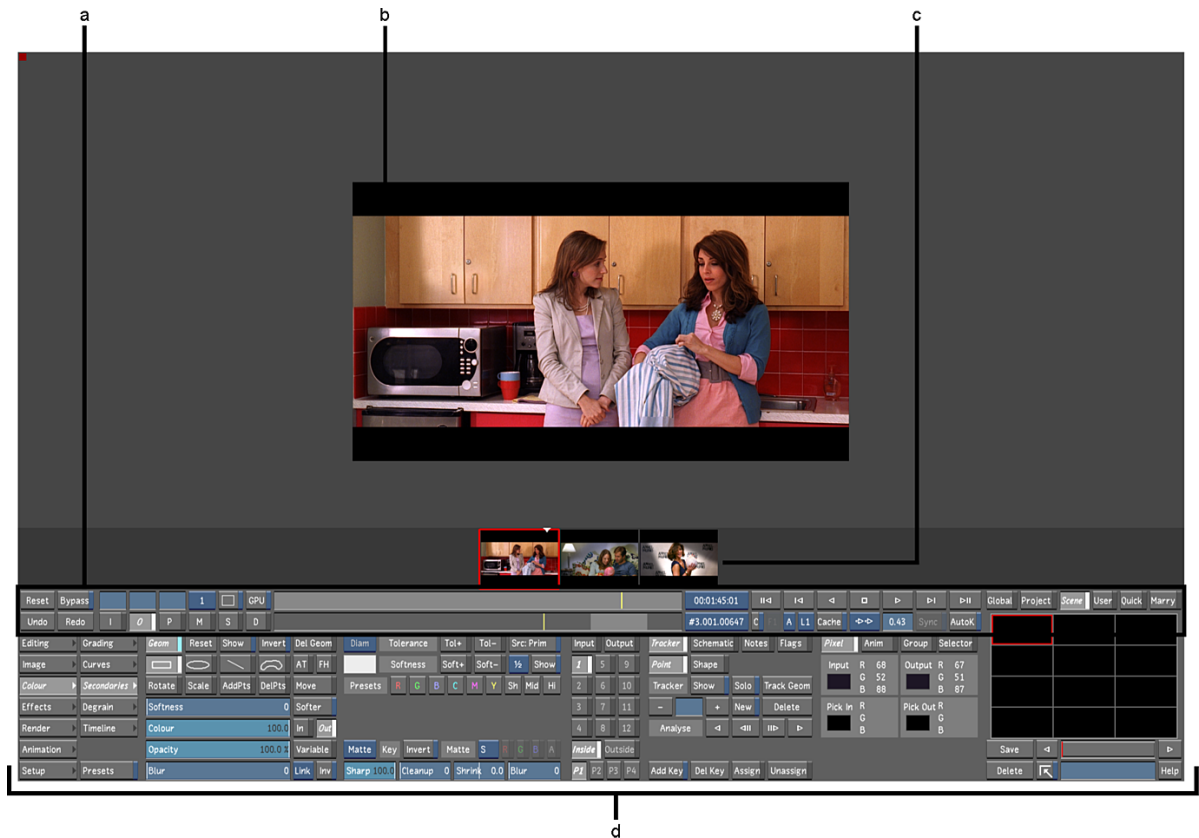 a b c
Reset Bypass 1 GPU 00:01:45:01 Global Project Scene User Quick Marry
Undo Redo I O P M S D #3.001.00647 C A L1 Cache 0.43 Sync AutoK
Editing Grading Geom Reset Show Invert Del Geom Diam Tolerance Tol+ Tol- Src: Prim Input Output Tracker Schematic Notes Flags Pixel Anim Group Selector
Image Curves AT FH Softness Soft+ Soft- ½ Show 1 5 9 Point Shape Input R 68 Output R 67
G 52 G 51
Colour Secondaries Rotate Scale AddPts DelPts Move Presets R G B C M Y Sh Mid Hi 2 6 10 Tracker Show Solo Track Geom B 88 B 87
Effects Degrain Softness 0 Softer 3 7 11 - + New Delete Pick In R Pick Out R
G G
Render Timeline Colour 100.0 In Out 4 8 12 Analyse B B
Animation Opacity 100.0 % Variable Matte Key Invert Matte S R G B A Inside Outside Save
Setup Presets Blur 0 Link Inv Sharp 100.0 Cleanup 0 Shrink 0.0 Blur 0 P1 P2 P3 P4 Add Key Del Key Assign Unassign Delete Help
d